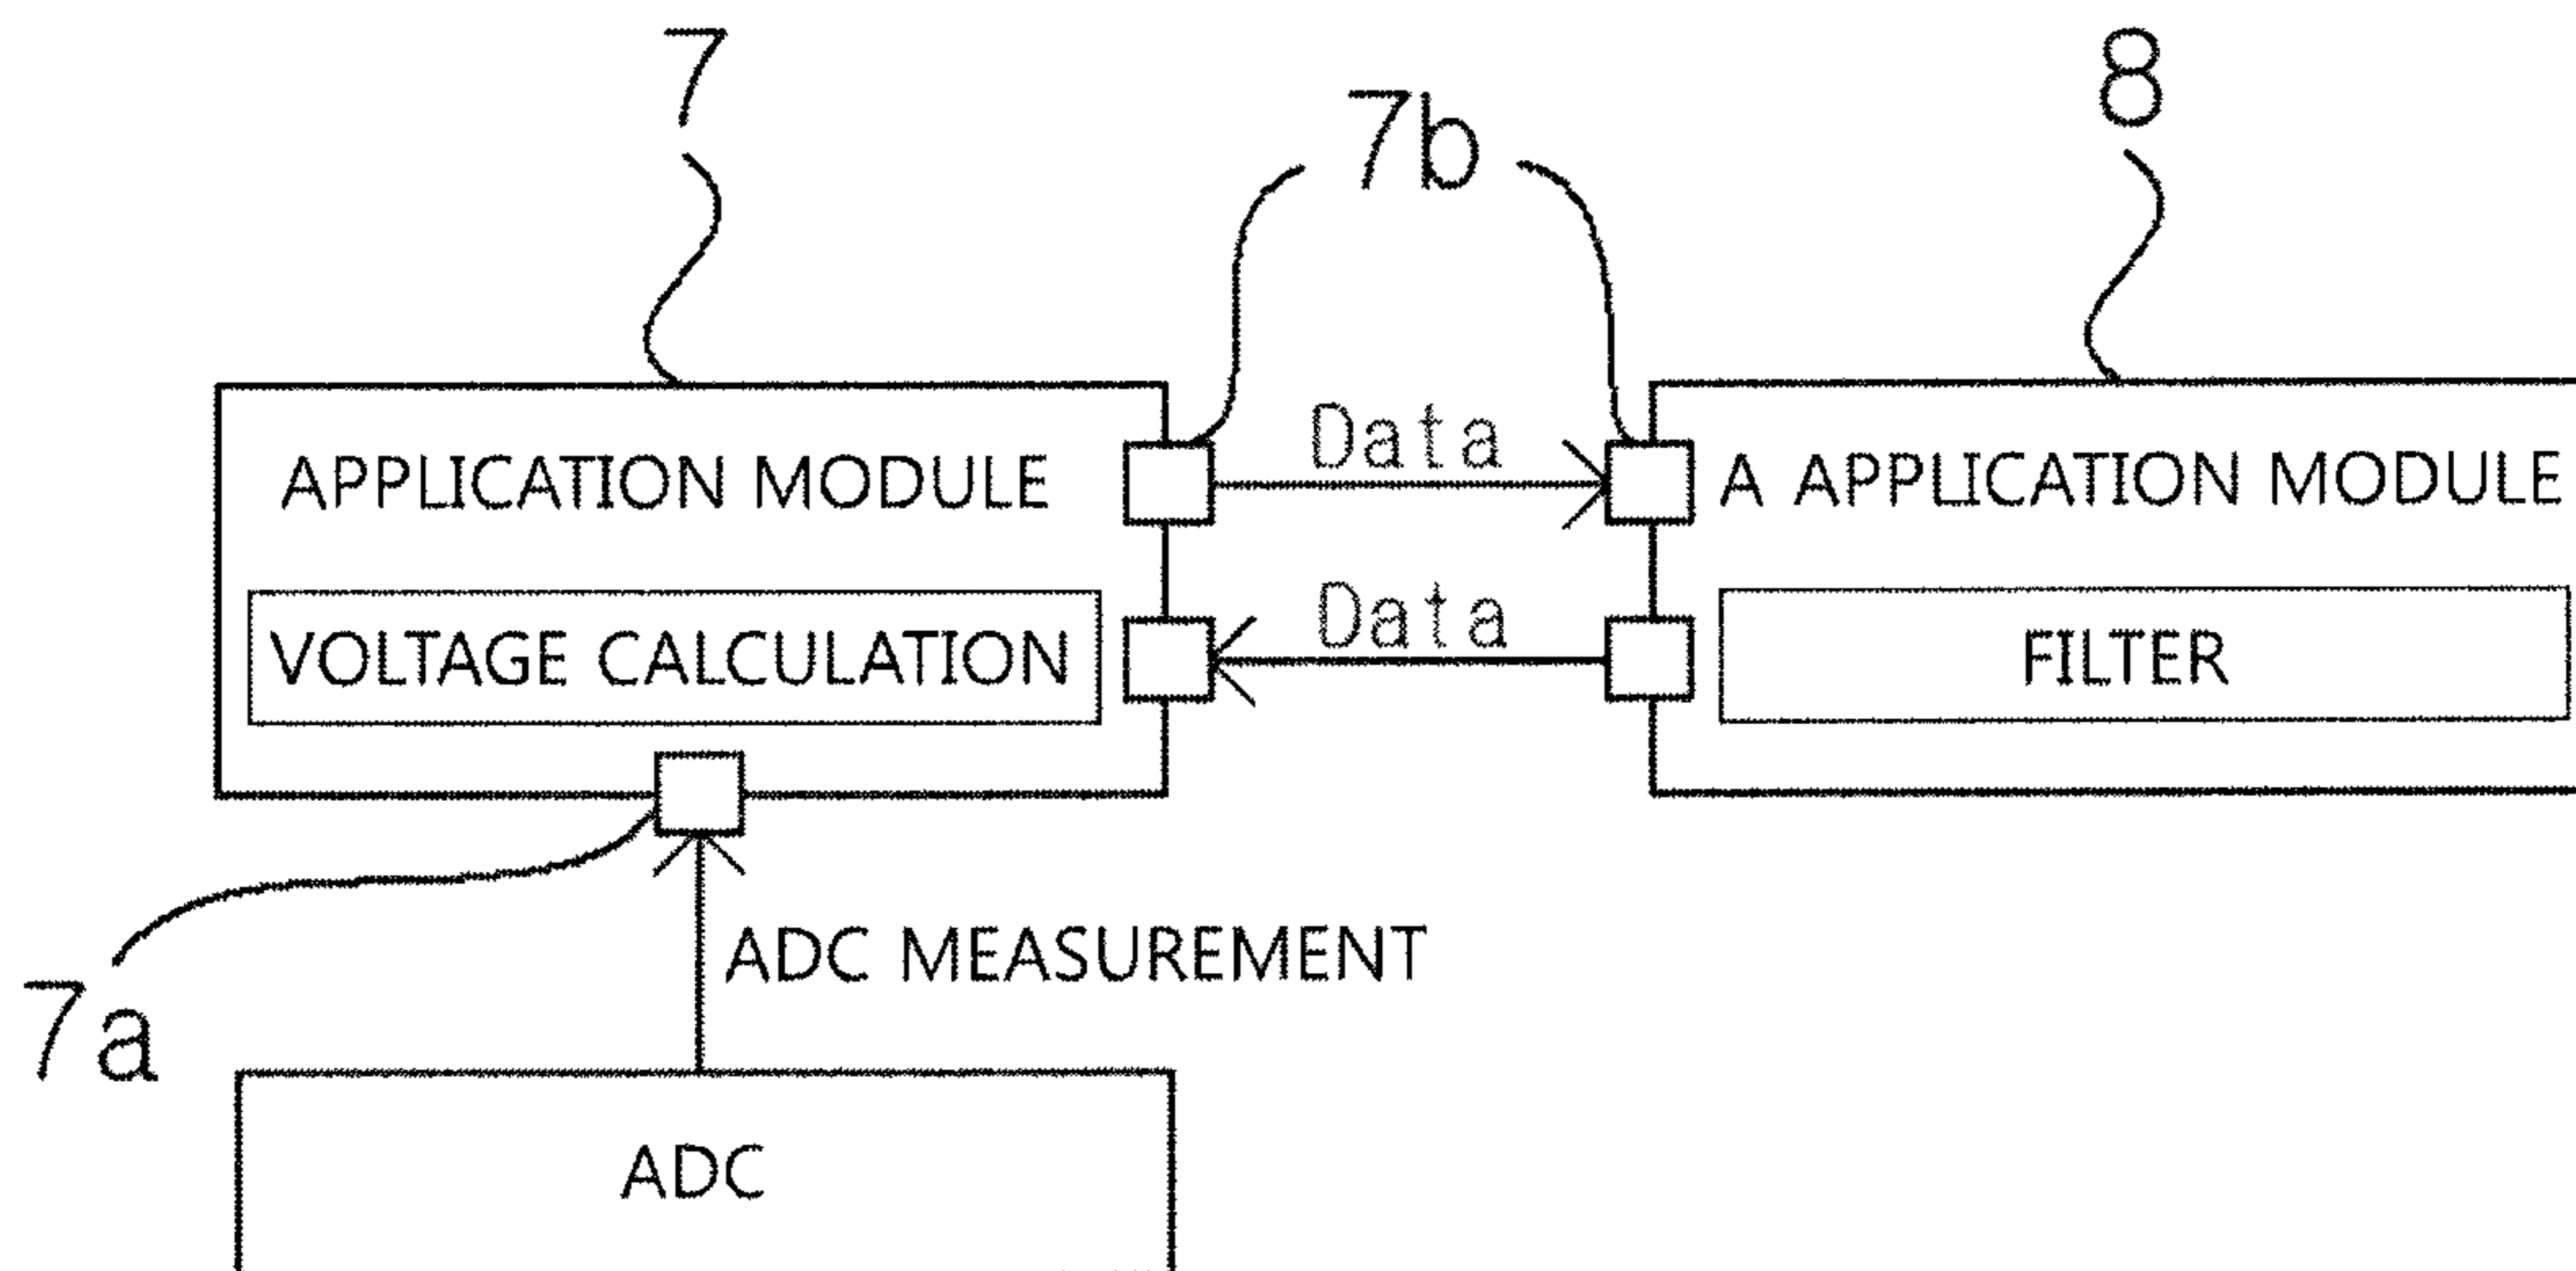 7
7b
8
APPLICATION MODULE
Data
A APPLICATION MODULE
VOLTAGE CALCULATION
Data
FILTER
ADC MEASUREMENT
7a
ADC